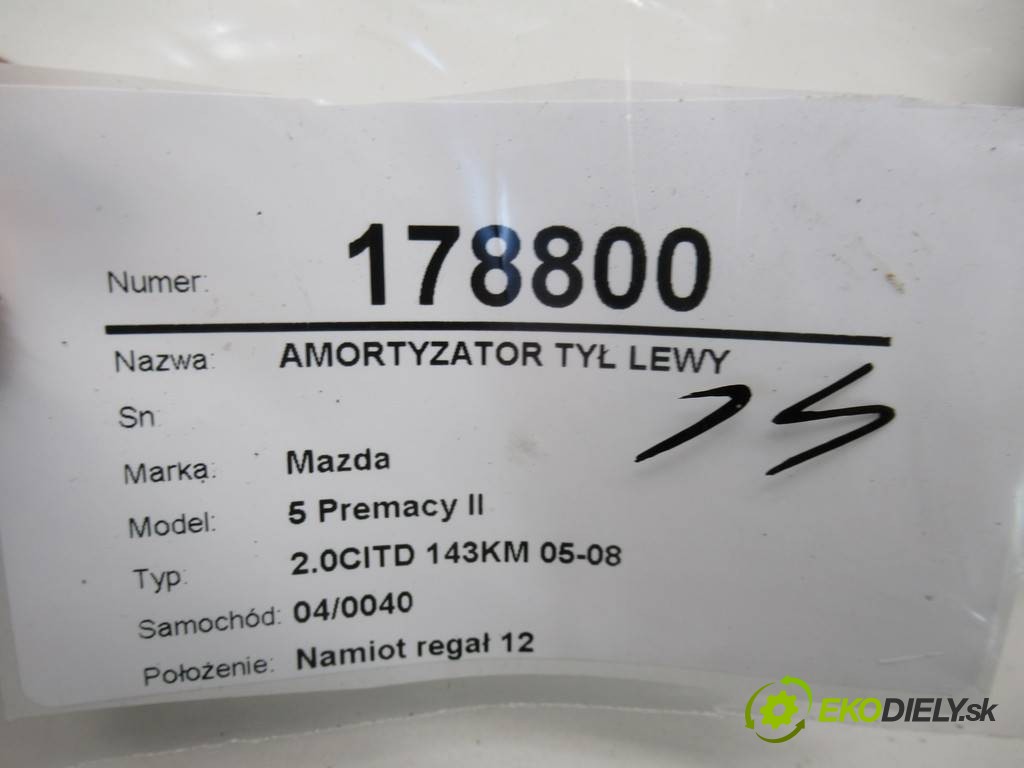 Numer: 178800
Nazwa: AMORTYZATOR TYŁ LEWY
Sn:
Marka: Mazda
Model: 5 Premacy II
Typ: 2.0CITD 143KM 05-08
Samochód: 04/0040
Położenie: Namiot regał 12
EKODIELY.sk